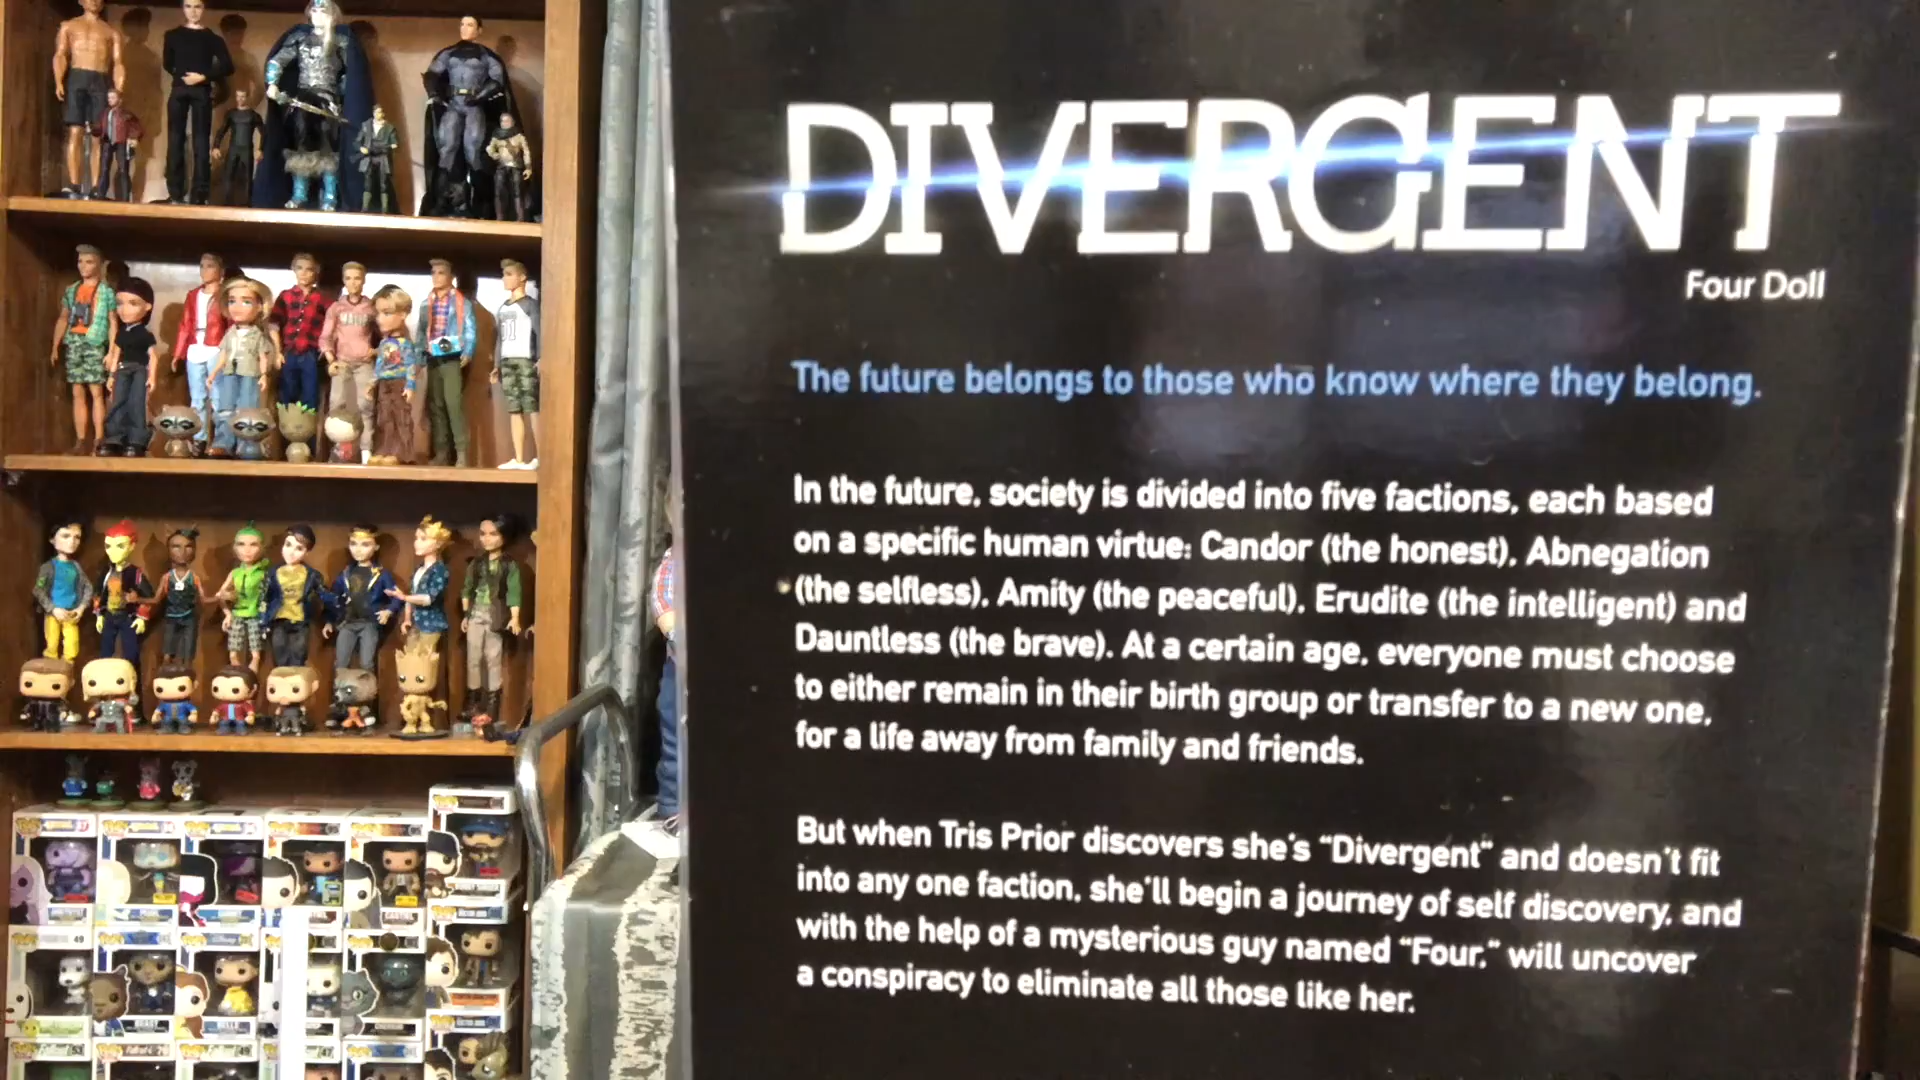 DIVERGENT
Four Doll
The future belongs to those who know where they belong.
In the future, society is divided into five factions, each based
on a specific human virtue: Candor (the honest), Abnegation
(the selfless), Amity (the peaceful), Erudite (the intelligent) and
Dauntless (the brave). At a certain age, everyone must choose
to either remain in their birth group or transfer to a new one,
for a life away from family and friends.
But when Tris Prior discovers she's "Divergent" and doesn't fit
into any one faction, she'll begin a journey of self discovery, and
with the help of a mysterious guy named "Four," will uncover
a conspiracy to eliminate all those like her.
CASTIEL
BEAST
BELLE